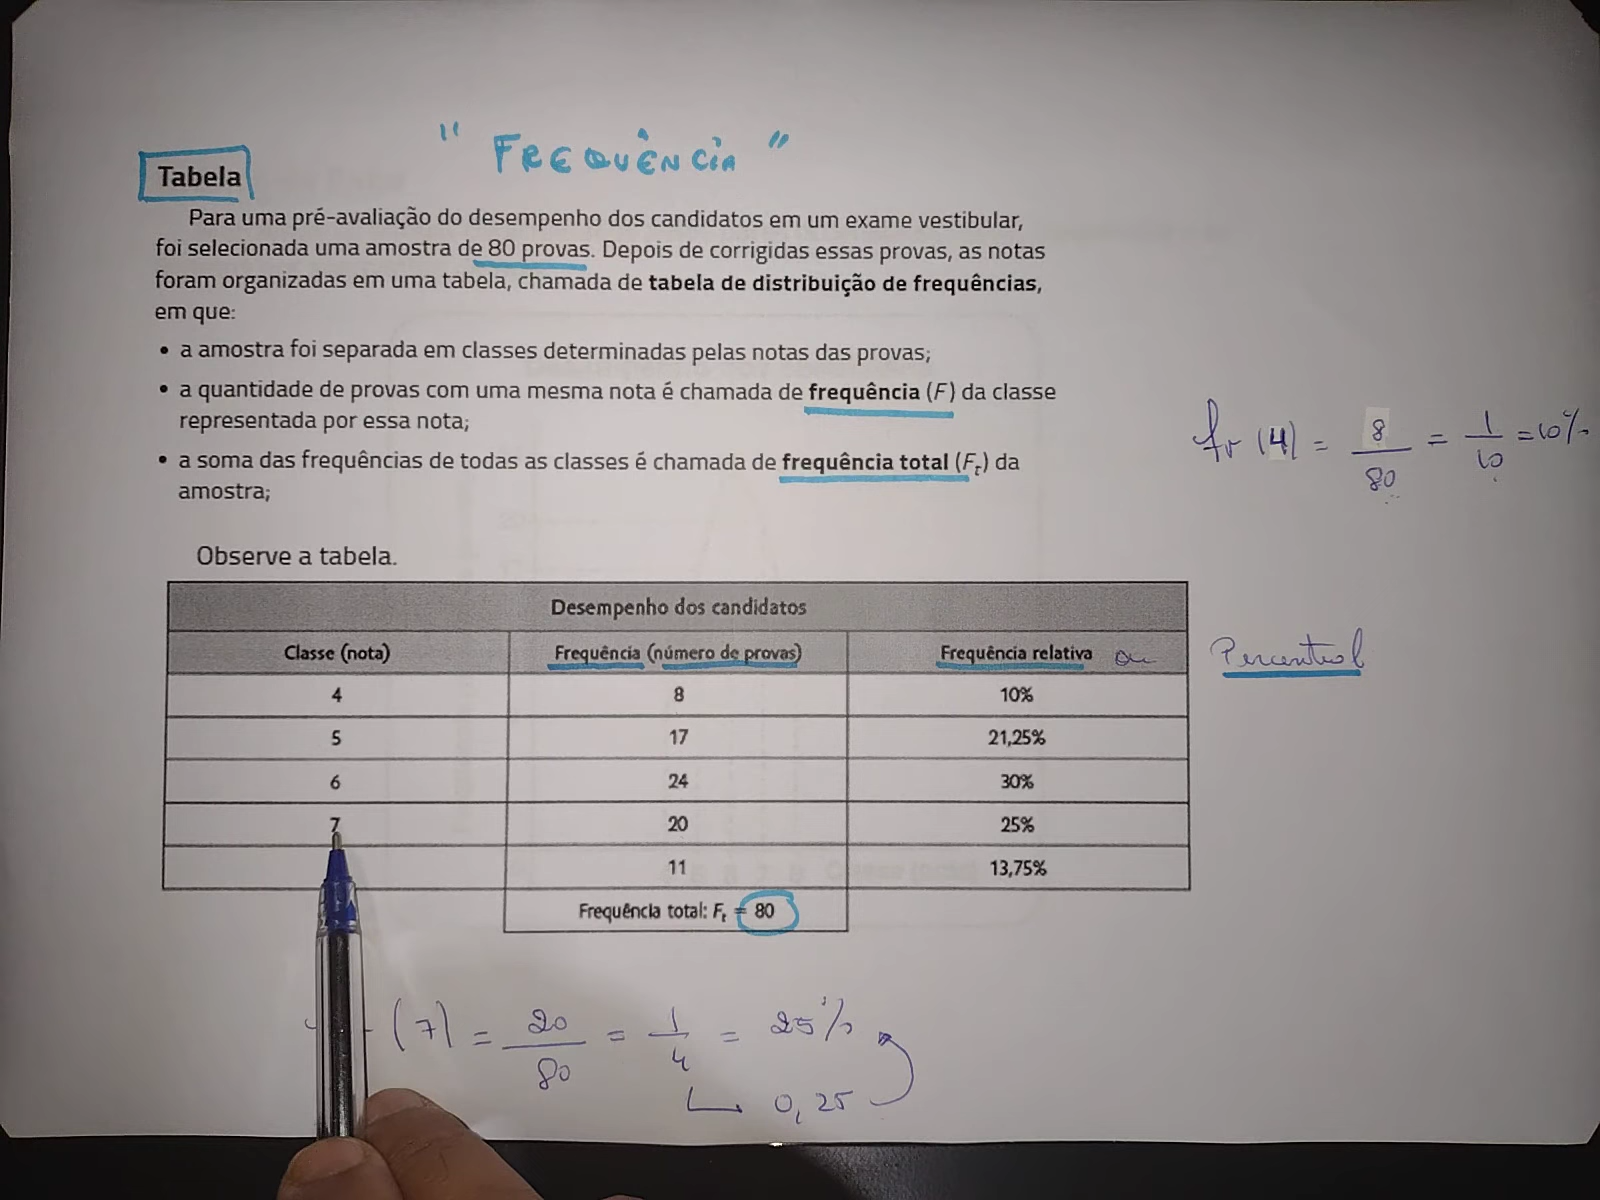 " FREQUÊNCIA "
Tabela
Para uma pré-avaliação do desempenho dos candidatos em um exame vestibular,
foi selecionada uma amostra de 80 provas. Depois de corrigidas essas provas, as notas
foram organizadas em uma tabela, chamada de tabela de distribuição de frequências,
em que:
• a amostra foi separada em classes determinadas pelas notas das provas;
• a quantidade de provas com uma mesma nota é chamada de frequência (F) da classe
representada por essa nota;
• a soma das frequências de todas as classes é chamada de frequência total (Ft) da
amostra;
fr (4) = 8/80 = 1/10 = 10%
Observe a tabela.
Desempenho dos candidatos
Classe (nota) Frequência (número de provas) Frequência relativa ou Percentual
4 8 10%
5 17 21,25%
6 24 30%
7 20 25%
11 13,75%
Frequência total: Ft = 80
(7) = 20/80 = 1/4 = 25%
0,25